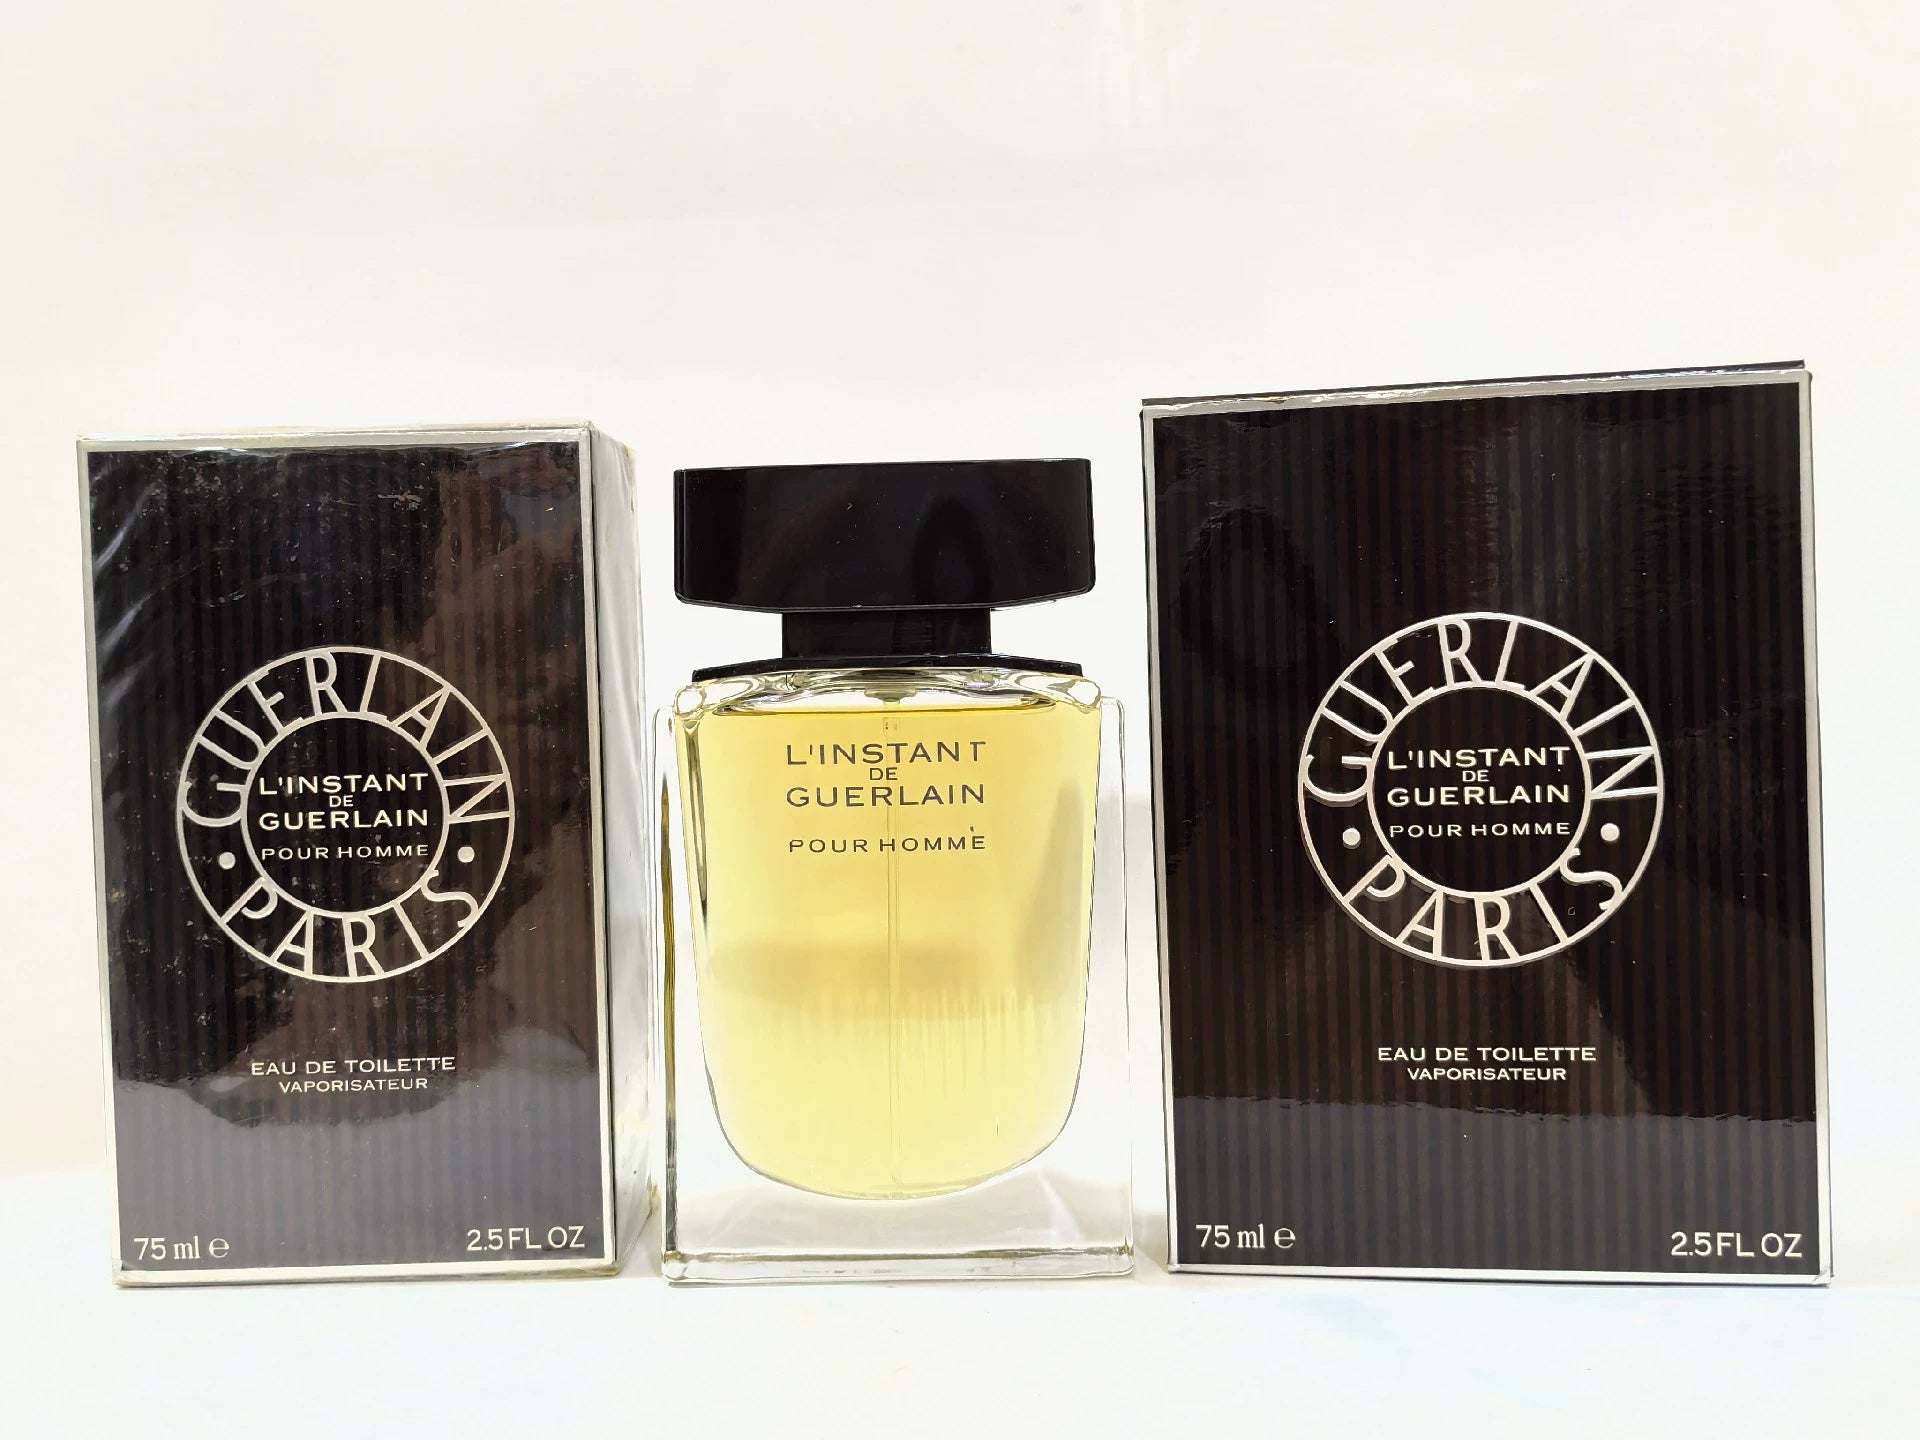 GUERLAIN
L'INSTANT
DE
GUERLAIN
POUR HOMME
• PARIS •
EAU DE TOILETTE
VAPORISATEUR
75 ml ℮
2.5 FL OZ
L'INSTANT
DE
GUERLAIN
POUR HOMME
GUERLAIN
L'INSTANT
DE
GUERLAIN
POUR HOMME
• PARIS •
EAU DE TOILETTE
VAPORISATEUR
75 ml ℮
2.5 FL OZ